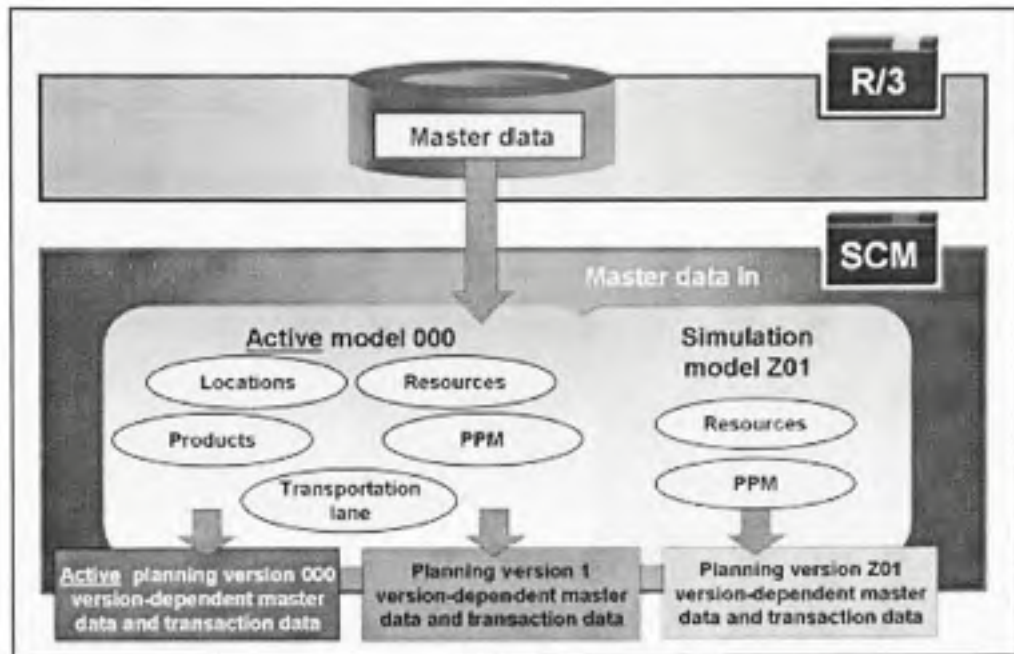 R/3
Master data
SCM
Master data in
Active model 000
Simulation
model Z01
Locations
Resources
Products
PPM
Transportation
lane
Resources
PPM
Active planning version 000
version-dependent master
data and transaction data
Planning version 1
version-dependent master
data and transaction data
Planning version Z01
version-dependent master
data and transaction data